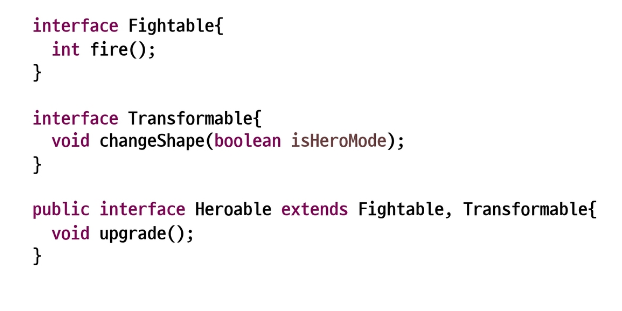 interface Fightable{
  int fire();
}

interface Transformable{
  void changeShape(boolean isHeroMode);
}

public interface Heroable extends Fightable, Transformable{
  void upgrade();
}